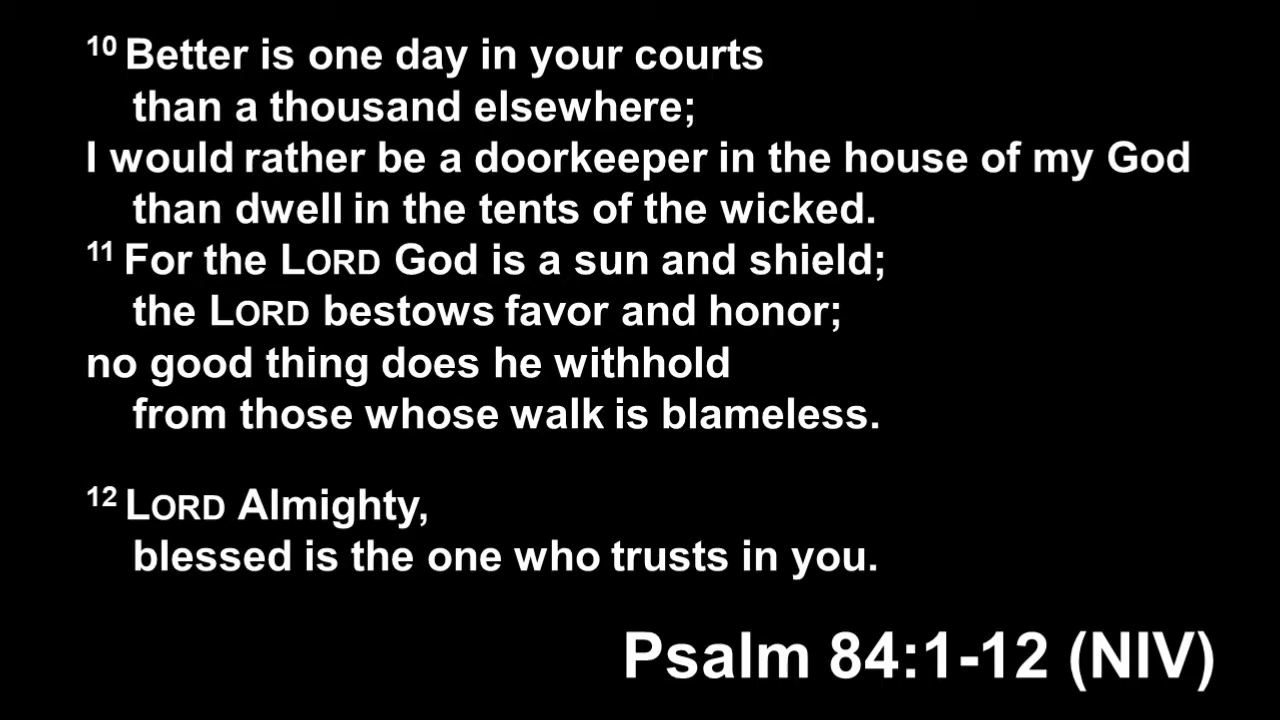 10 Better is one day in your courts
than a thousand elsewhere;
I would rather be a doorkeeper in the house of my God
than dwell in the tents of the wicked.
11 For the LORD God is a sun and shield;
the LORD bestows favor and honor;
no good thing does he withhold
from those whose walk is blameless.
12 LORD Almighty,
blessed is the one who trusts in you.
Psalm 84:1-12 (NIV)